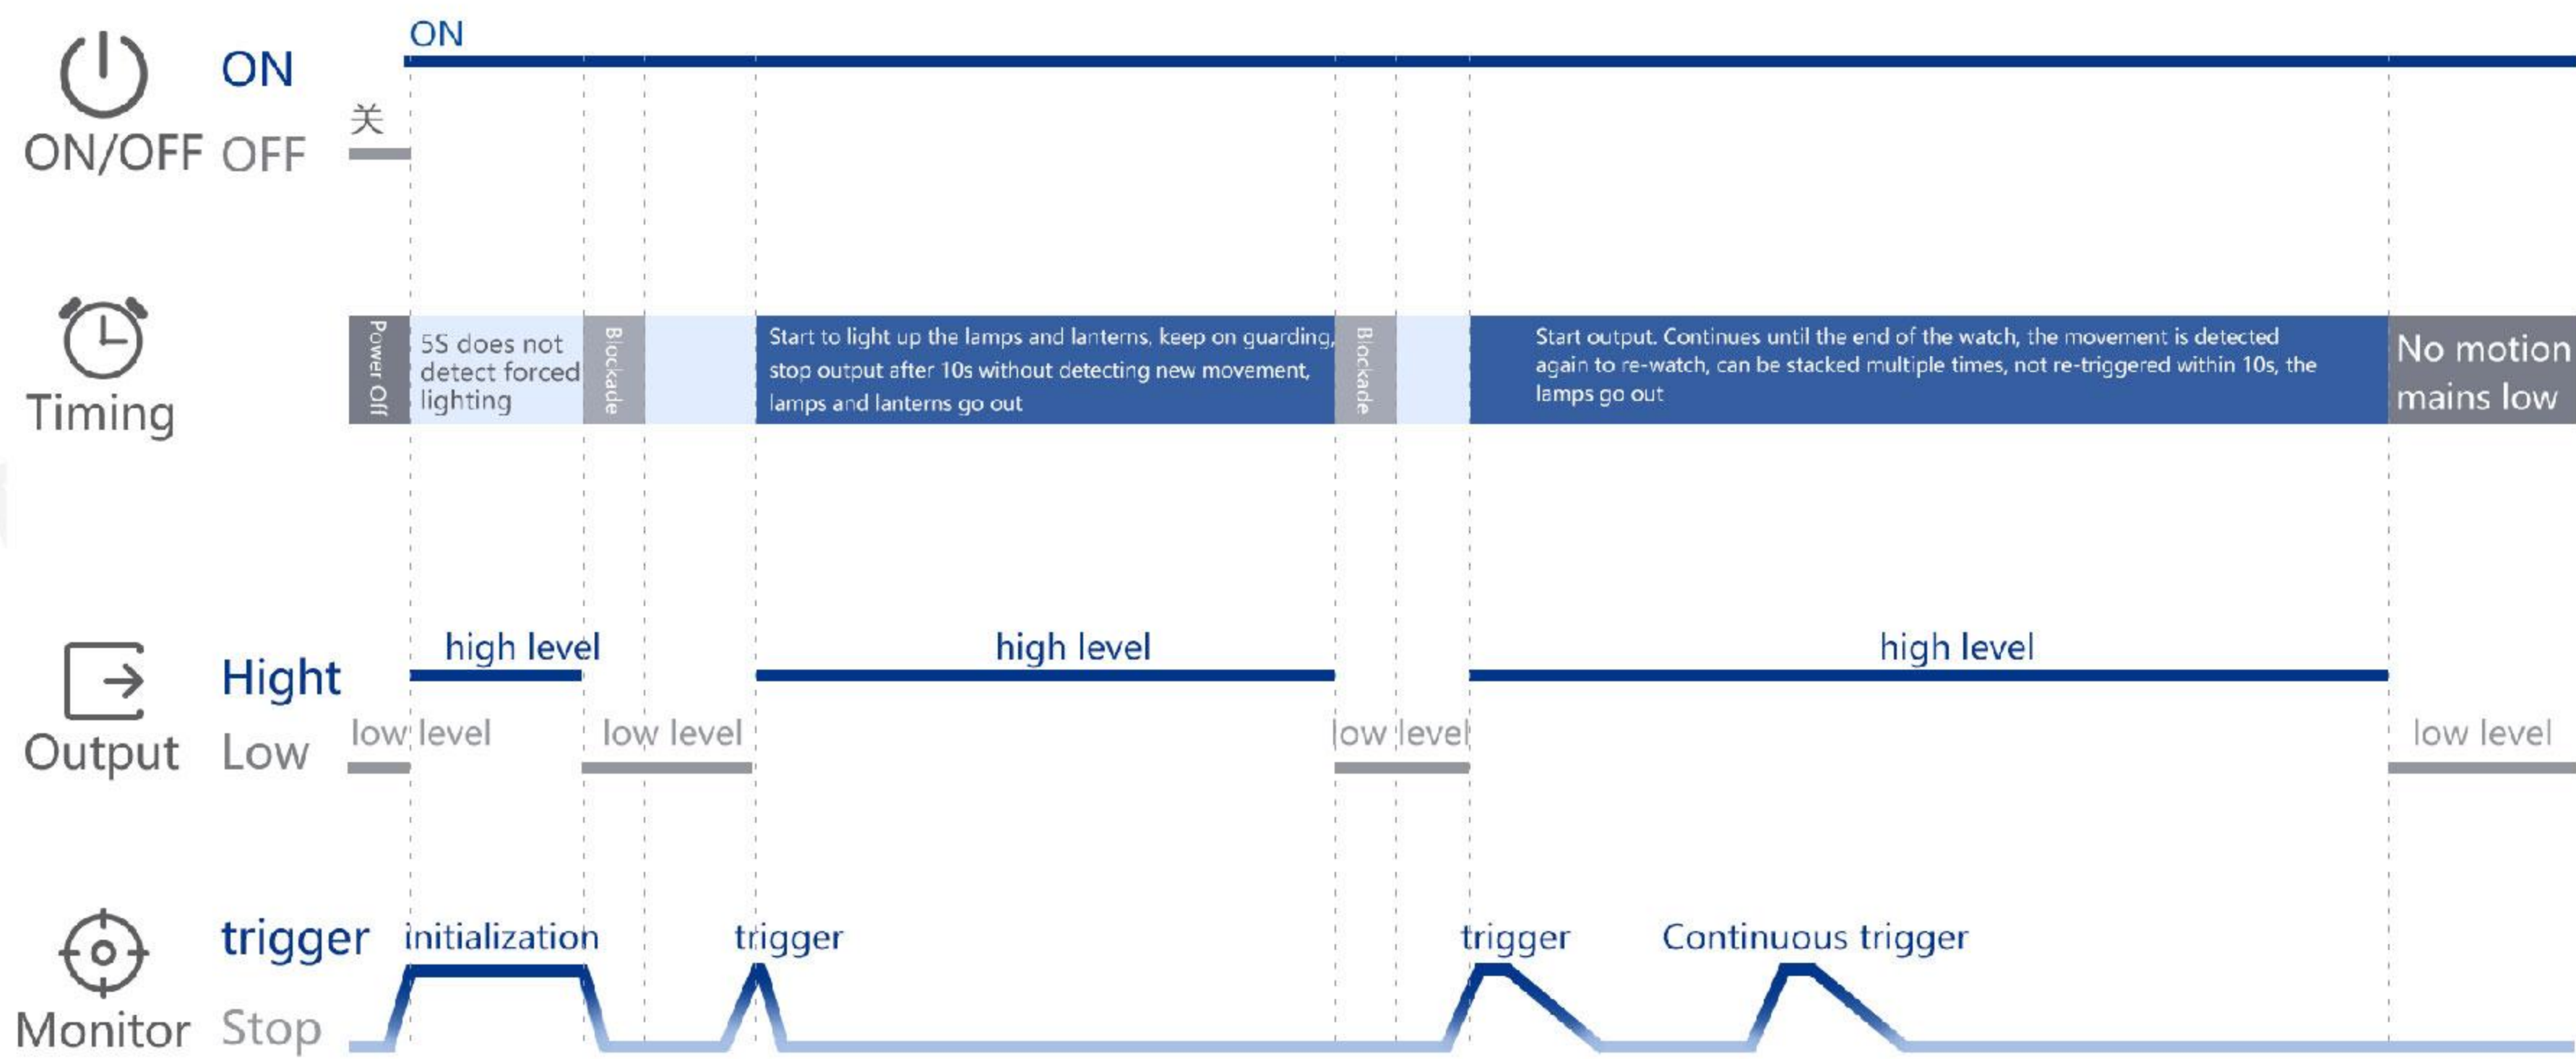 ON
ON
关
ON/OFF OFF
Timing
Power Off
5S does not
detect forced
lighting
Blockade
Start to light up the lamps and lanterns, keep on guarding,
stop output after 10s without detecting new movement,
lamps and lanterns go out
Blockade
Start output. Continues until the end of the watch, the movement is detected
again to re-watch, can be stacked multiple times, not re-triggered within 10s, the
lamps go out
No motion
mains low
high level
high level
high level
Hight
low level
low level
low level
low level
Output Low
trigger
initialization
trigger
trigger
Continuous trigger
Monitor Stop